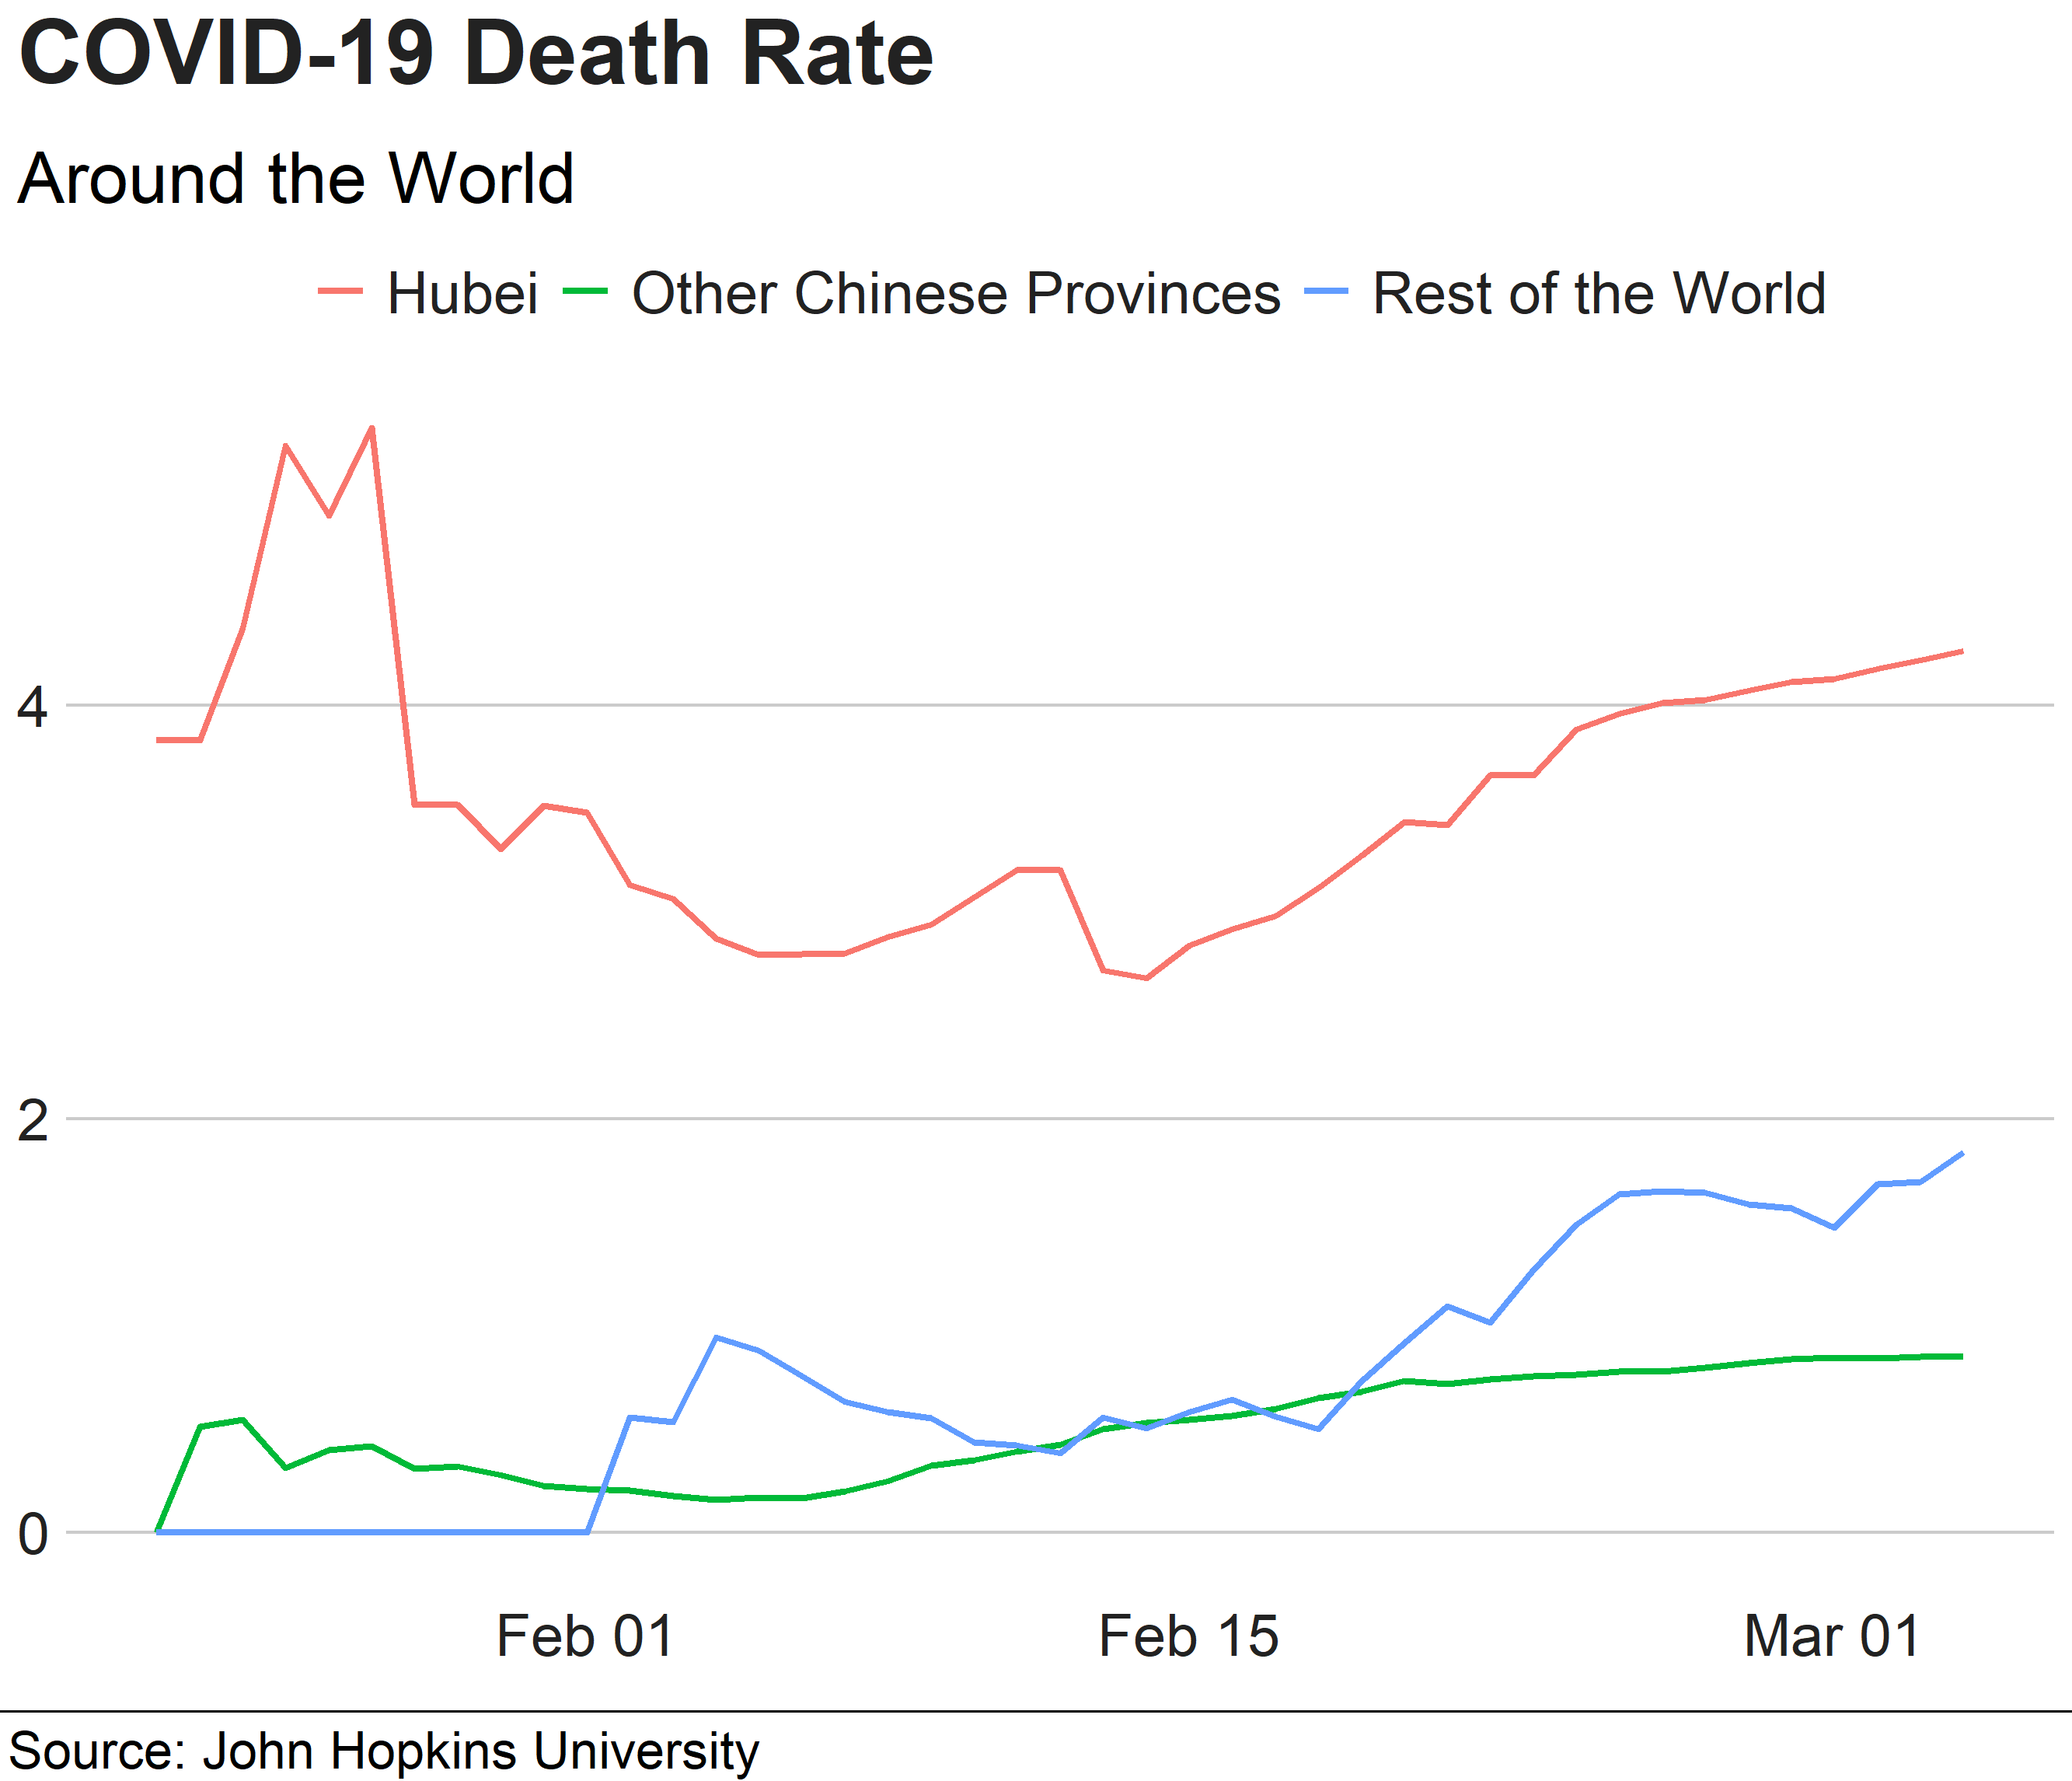 COVID-19 Death Rate
Around the World
Hubei Other Chinese Provinces Rest of the World
4
2
0
Feb 01 Feb 15 Mar 01
Source: John Hopkins University